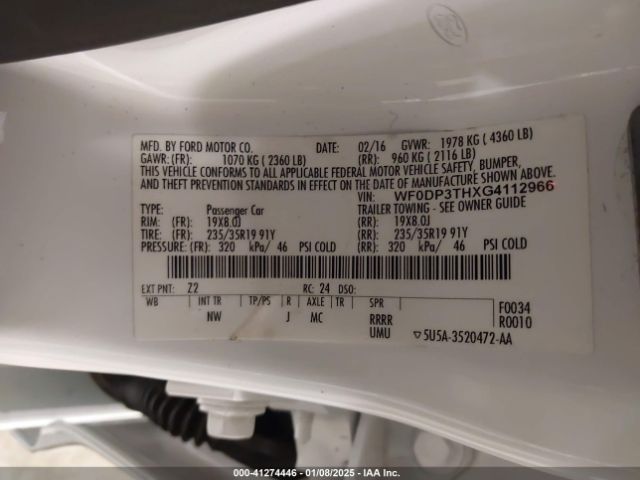 MFD. BY FORD MOTOR CO. DATE: 02/16 GVWR: 1978 KG ( 4360 LB)
GAWR: (FR): 1070 KG ( 2360 LB) (RR): 960 KG ( 2116 LB)
THIS VEHICLE CONFORMS TO ALL APPLICABLE FEDERAL MOTOR VEHICLE SAFETY, BUMPER,
AND THEFT PREVENTION STANDARDS IN EFFECT ON THE DATE OF MANUFACTURE SHOWN ABOVE.
VIN: WF0DP3THXG4112966
TYPE: Passenger Car TRAILER TOWING - SEE OWNER GUIDE
RIM: (FR): 19X8.0J (RR): 19X8.0J
TIRE: (FR): 235/35R19 91Y (RR): 235/35R19 91Y
PRESSURE: (FR): 320 kPa/ 46 PSI COLD (RR): 320 kPa/ 46 PSI COLD
EXT PNT: Z2 RC: 24 DSO:
WB INT TR TP/PS R AXLE TR SPR F0034
NW J MC RRRR R0010
UMU 5U5A-3520472-AA
000-41274446 - 01/08/2025 - IAA Inc.